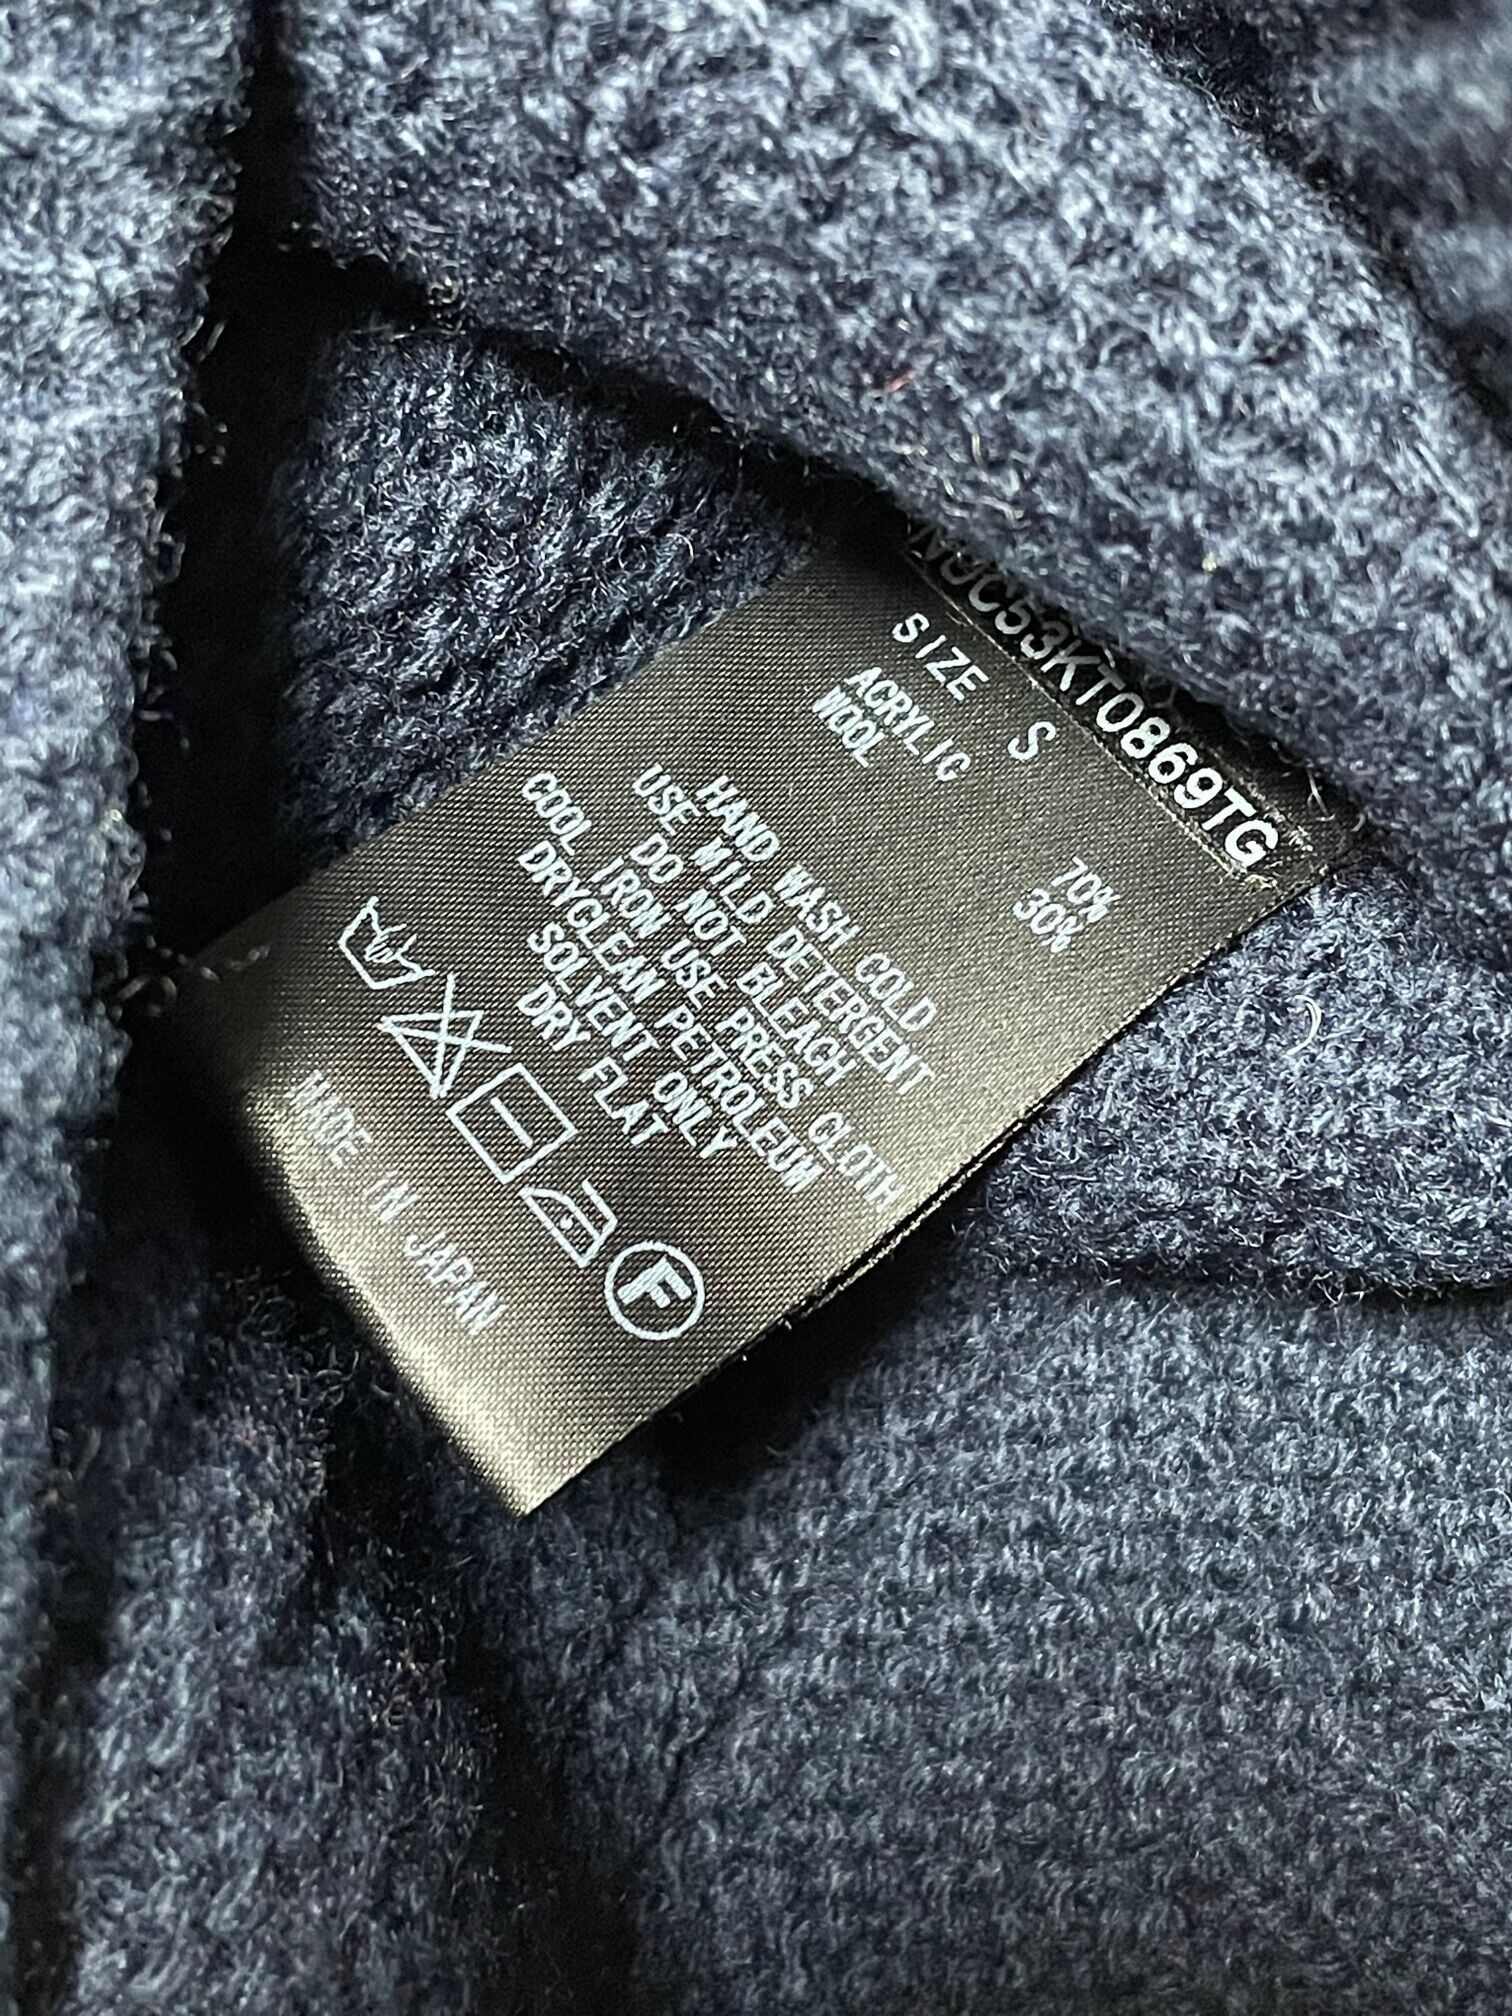 N9C53KT0869TG
SIZE S
ACRYLIC 70%
WOOL 30%
HAND WASH COLD
USE MILD DETERGENT
DO NOT BLEACH
COOL IRON USE PRESS CLOTH
DRYCLEAN PETROLEUM
SOLVENT ONLY
DRY FLAT
F
MADE IN JAPAN